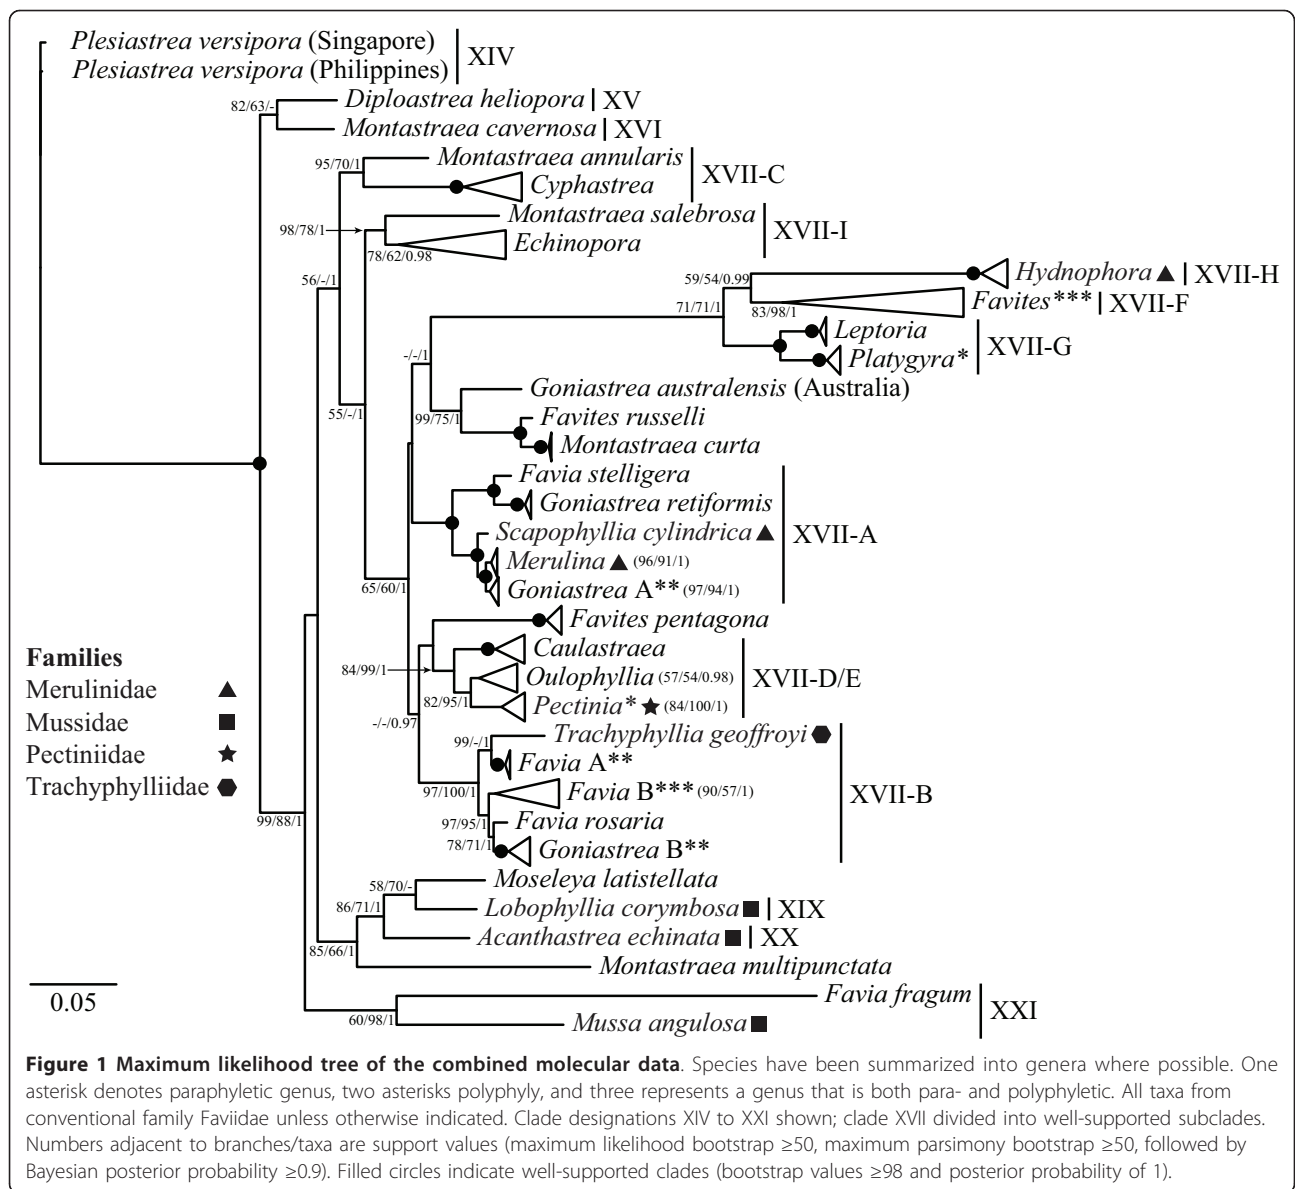 Plesiastrea versipora (Singapore)
XIV
Plesiastrea versipora (Philippines)
82/63/-
Diploastrea heliopora
XV
Montastraea cavernosa
XVI
95/70/1
Montastraea annularis
XVII-C
Cyphastrea
Montastraea salebrosa
XVII-I
98/78/1
Echinopora
78/62/0.98
59/54/0.99
Hydnophora
XVII-H
56/-/1
Favites***
XVII-F
71/71/1
83/98/1
Leptoria
XVII-G
-/-/1
Platygyra*
Goniastrea australensis (Australia)
55/-/1
99/75/1
Favites russelli
Montastraea curta
Favia stelligera
Goniastrea retiformis
Scapophyllia cylindrica
XVII-A
Merulina (96/91/1)
65/60/1
Goniastrea A** (97/94/1)
Favites pentagona
Caulastraea
84/99/1
Oulophyllia (57/54/0.98)
XVII-D/E
82/95/1
Pectinia* (84/100/1)
-/-/0.97
Trachyphyllia geoffroyi
99/-/1
Favia A**
97/100/1
Favia B*** (90/57/1)
XVII-B
97/95/1
Favia rosaria
78/71/1
Goniastrea B**
99/88/1
Families
Merulinidae
Mussidae
Pectiniidae
Trachyphylliidae
58/70/-
Moseleya latistellata
86/71/1
Lobophyllia corymbosa
XIX
Acanthastrea echinata
XX
85/66/1
Montastraea multipunctata
0.05
Favia fragum
XXI
60/98/1
Mussa angulosa
Figure 1 Maximum likelihood tree of the combined molecular data. Species have been summarized into genera where possible. One
asterisk denotes paraphyletic genus, two asterisks polyphyly, and three represents a genus that is both para- and polyphyletic. All taxa from
conventional family Faviidae unless otherwise indicated. Clade designations XIV to XXI shown; clade XVII divided into well-supported subclades.
Numbers adjacent to branches/taxa are support values (maximum likelihood bootstrap ≥50, maximum parsimony bootstrap ≥50, followed by
Bayesian posterior probability ≥0.9). Filled circles indicate well-supported clades (bootstrap values ≥98 and posterior probability of 1).